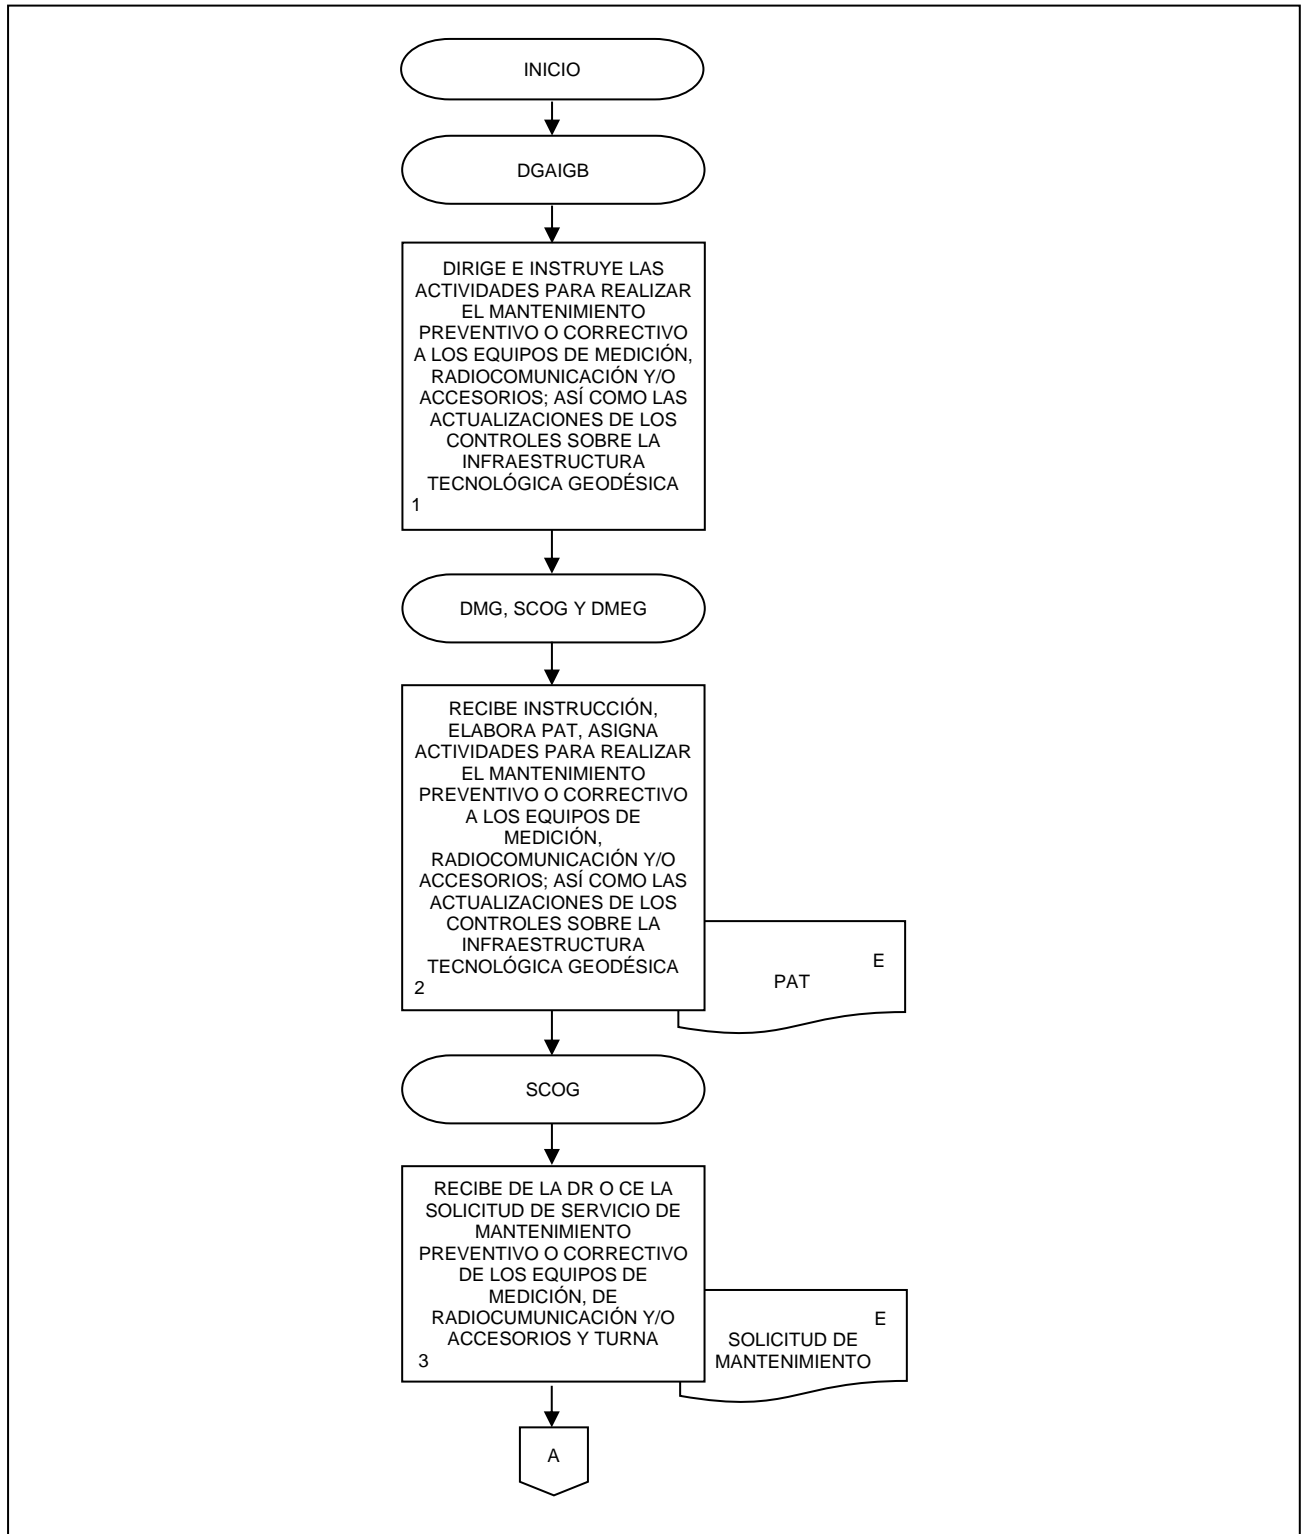 INICIO
DGAIGB
DIRIGE E INSTRUYE LAS
ACTIVIDADES PARA REALIZAR
EL MANTENIMIENTO
PREVENTIVO O CORRECTIVO
A LOS EQUIPOS DE MEDICIÓN,
RADIOCOMUNICACIÓN Y/O
ACCESORIOS; ASÍ COMO LAS
ACTUALIZACIONES DE LOS
CONTROLES SOBRE LA
INFRAESTRUCTURA
TECNOLÓGICA GEODÉSICA
1
DMG, SCOG Y DMEG
RECIBE INSTRUCCIÓN,
ELABORA PAT, ASIGNA
ACTIVIDADES PARA REALIZAR
EL MANTENIMIENTO
PREVENTIVO O CORRECTIVO
A LOS EQUIPOS DE
MEDICIÓN,
RADIOCOMUNICACIÓN Y/O
ACCESORIOS; ASÍ COMO LAS
ACTUALIZACIONES DE LOS
CONTROLES SOBRE LA
INFRAESTRUCTURA
TECNOLÓGICA GEODÉSICA
2
E
PAT
SCOG
RECIBE DE LA DR O CE LA
SOLICITUD DE SERVICIO DE
MANTENIMIENTO
PREVENTIVO O CORRECTIVO
DE LOS EQUIPOS DE
MEDICIÓN, DE
RADIOCUMUNICACIÓN Y/O
ACCESORIOS Y TURNA
3
E
SOLICITUD DE
MANTENIMIENTO
A